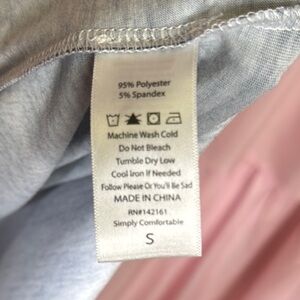 95% Polyester
5% Spandex
Machine Wash Cold
Do Not Bleach
Tumble Dry Low
Cool Iron If Needed
Follow Please Or You'll Be Sad
MADE IN CHINA
RN#142161
Simply Comfortable
S